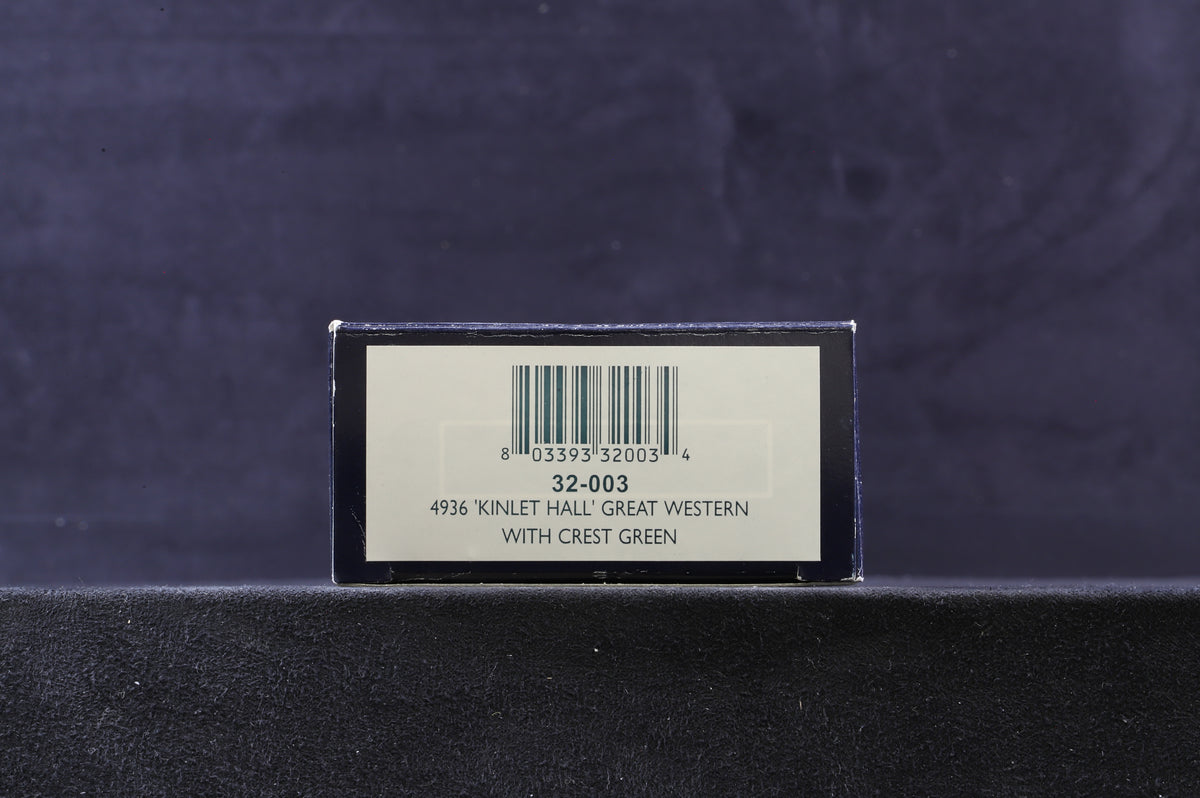 8 03393 32003 4
32-003
4936 'KINLET HALL' GREAT WESTERN
WITH CREST GREEN